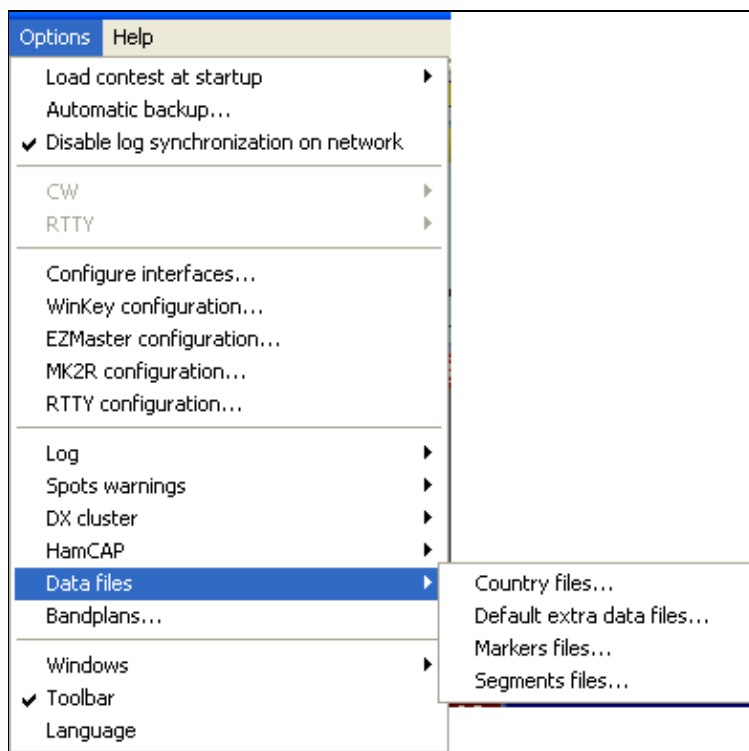 Options Help
Load contest at startup
Automatic backup...
Disable log synchronization on network
CW
RTTY
Configure interfaces...
WinKey configuration...
EZMaster configuration...
MK2R configuration...
RTTY configuration...
Log
Spots warnings
DX cluster
HamCAP
Data files
Bandplans...
Windows
Toolbar
Language
Country files...
Default extra data files...
Markers files...
Segments files...